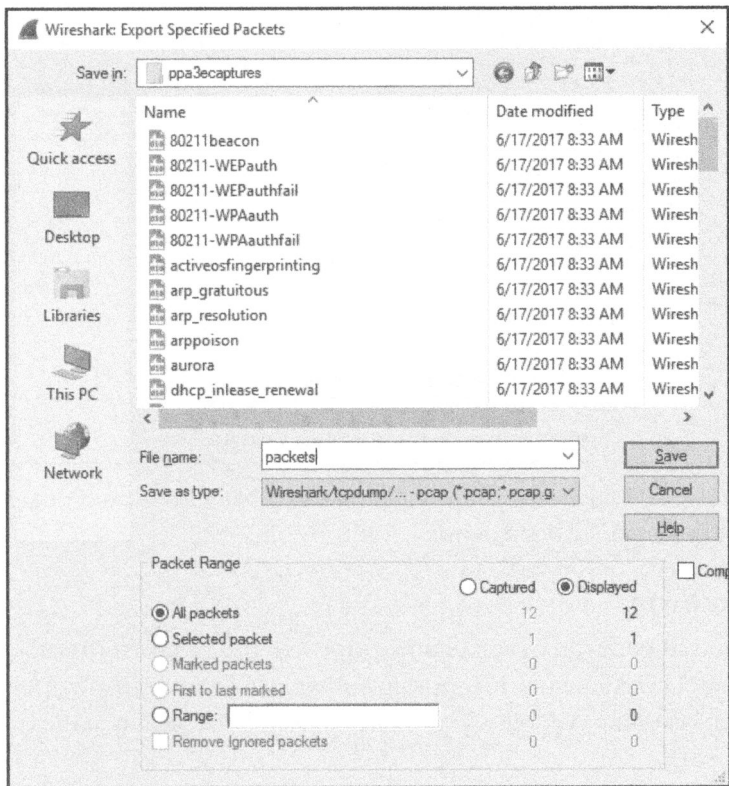 Wireshark: Export Specified Packets
Save in: ppa3ecaptures
Name Date modified Type
80211beacon 6/17/2017 8:33 AM Wiresh
80211-WEPauth 6/17/2017 8:33 AM Wiresh
80211-WEPauthfail 6/17/2017 8:33 AM Wiresh
80211-WPAauth 6/17/2017 8:33 AM Wiresh
80211-WPAauthfail 6/17/2017 8:33 AM Wiresh
activeosfingerprinting 6/17/2017 8:33 AM Wiresh
arp_gratuitous 6/17/2017 8:33 AM Wiresh
arp_resolution 6/17/2017 8:33 AM Wiresh
arppoison 6/17/2017 8:33 AM Wiresh
aurora 6/17/2017 8:33 AM Wiresh
dhcp_inlease_renewal 6/17/2017 8:33 AM Wiresh
Quick access
Desktop
Libraries
This PC
Network
File name: packets Save
Save as type: Wireshark/tcpdump/... - pcap (*.pcap;*.pcap.g: Cancel
Help
Packet Range
Comp
Captured Displayed
All packets 12 12
Selected packet 1 1
Marked packets 0 0
First to last marked 0 0
Range: 0 0
Remove Ignored packets 0 0